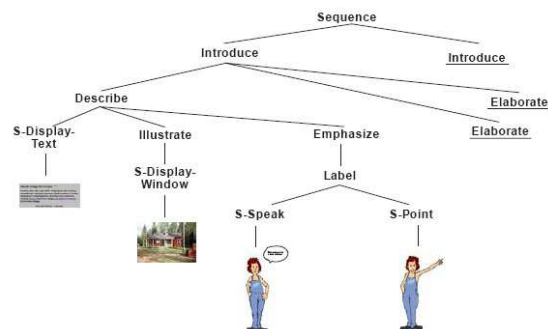 Sequence
Introduce
Introduce
Describe
Elaborate
Elaborate
S-Display-
Text
Illustrate
Emphasize
S-Display-
Window
Label
S-Speak
S-Point